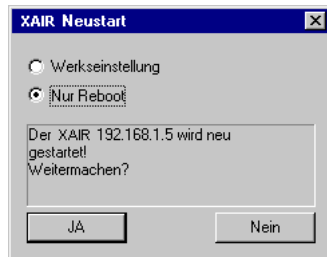 XAIR Neustart
Werkseinstellung
Nur Reboot
Der XAIR 192.168.1.5 wird neu
gestartet!
Weitermachen?
JA
Nein